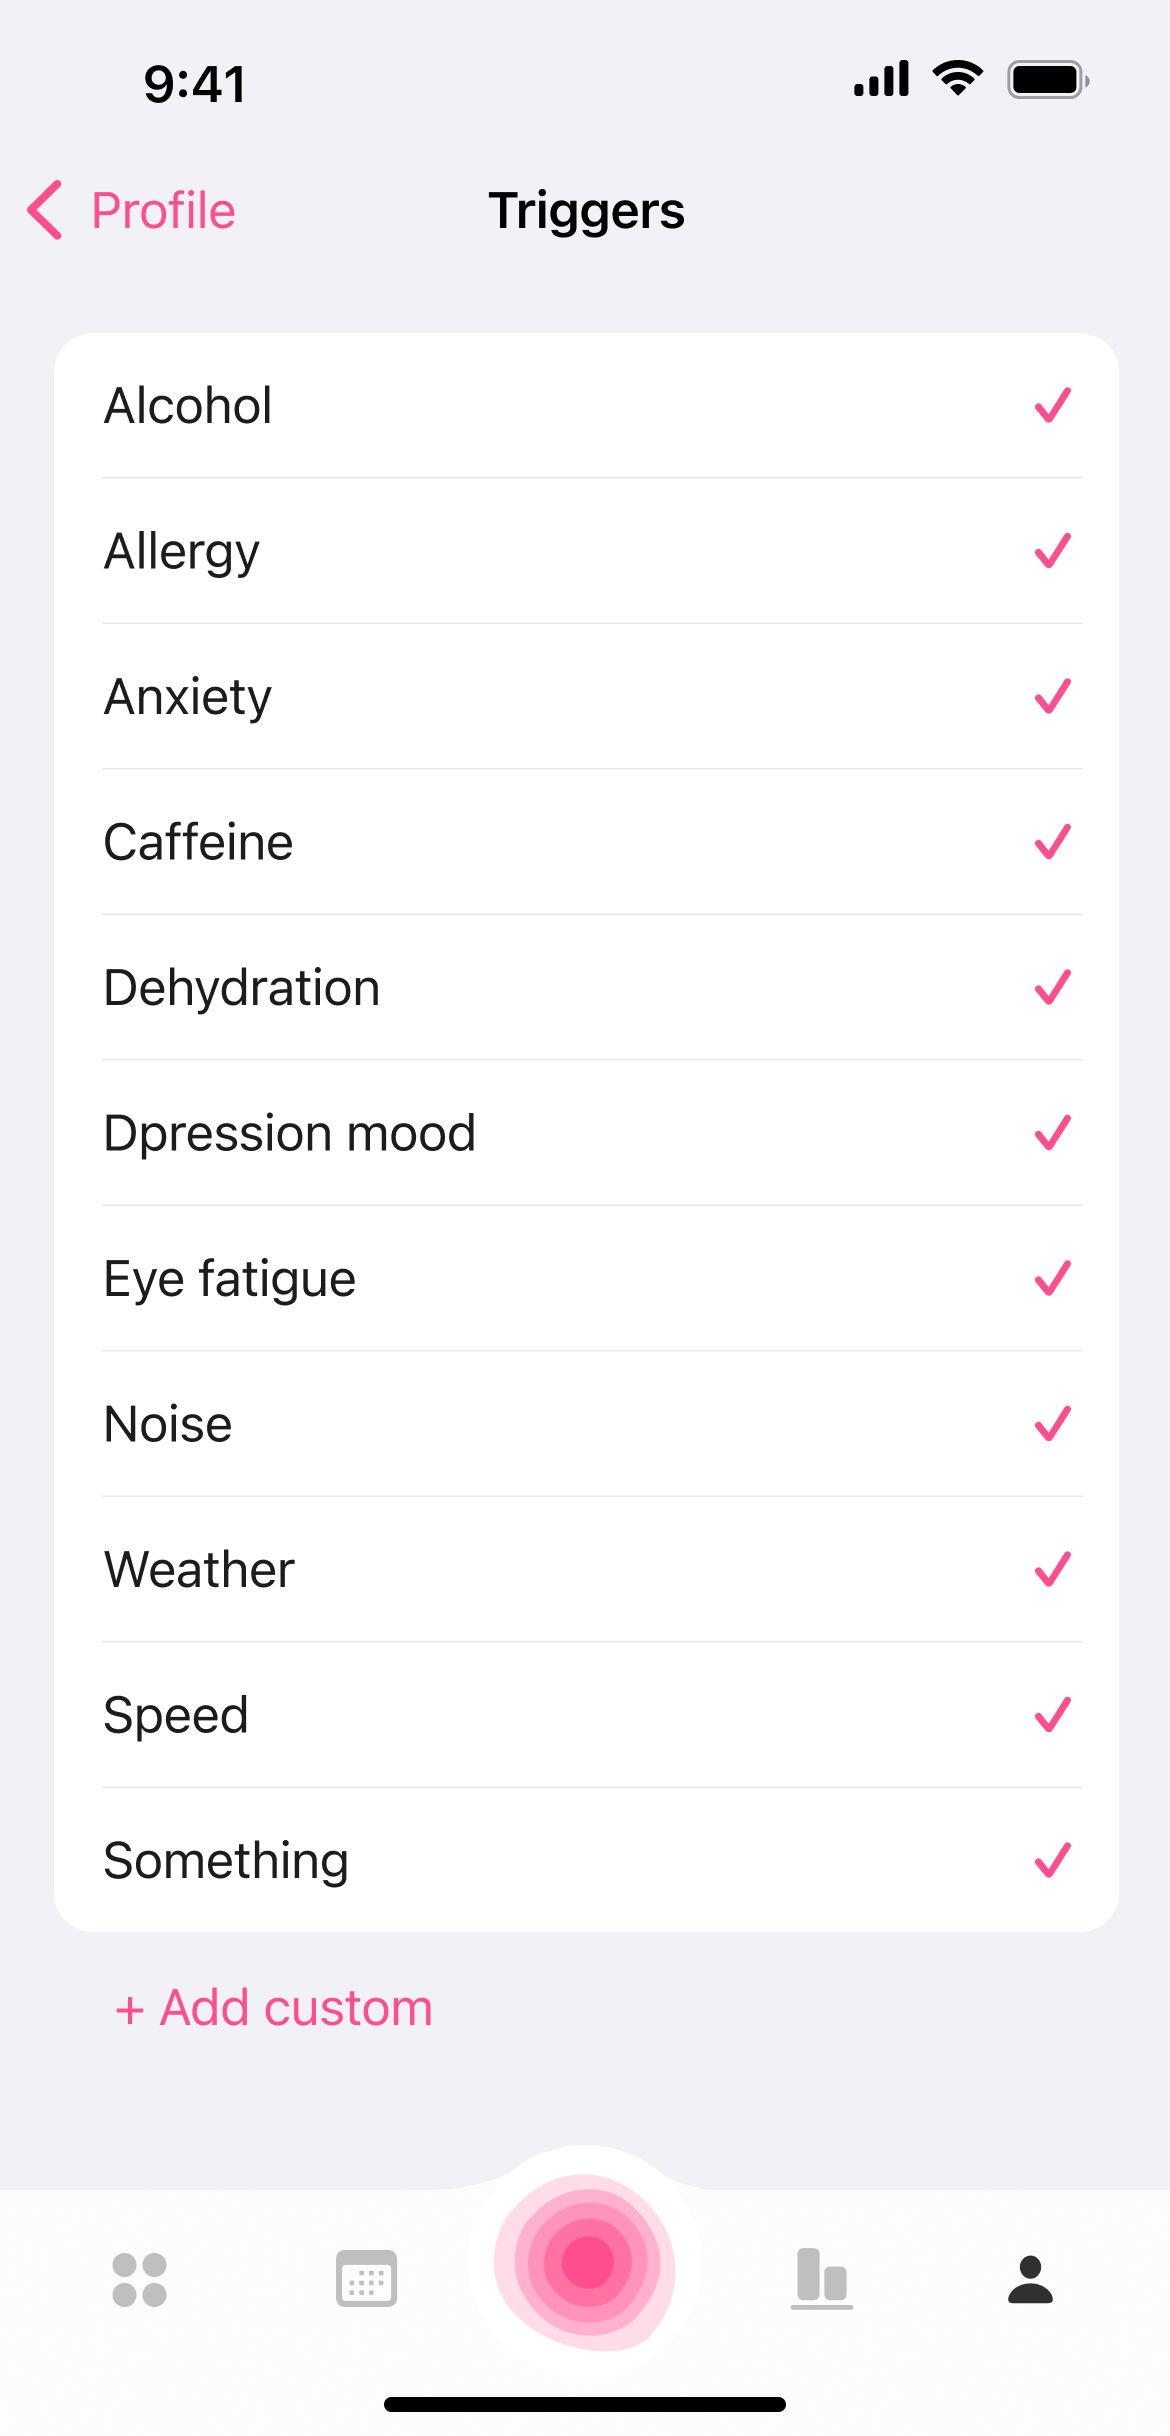 9:41
Profile
Triggers
Alcohol
Allergy
Anxiety
Caffeine
Dehydration
Dpression mood
Eye fatigue
Noise
Weather
Speed
Something
+ Add custom